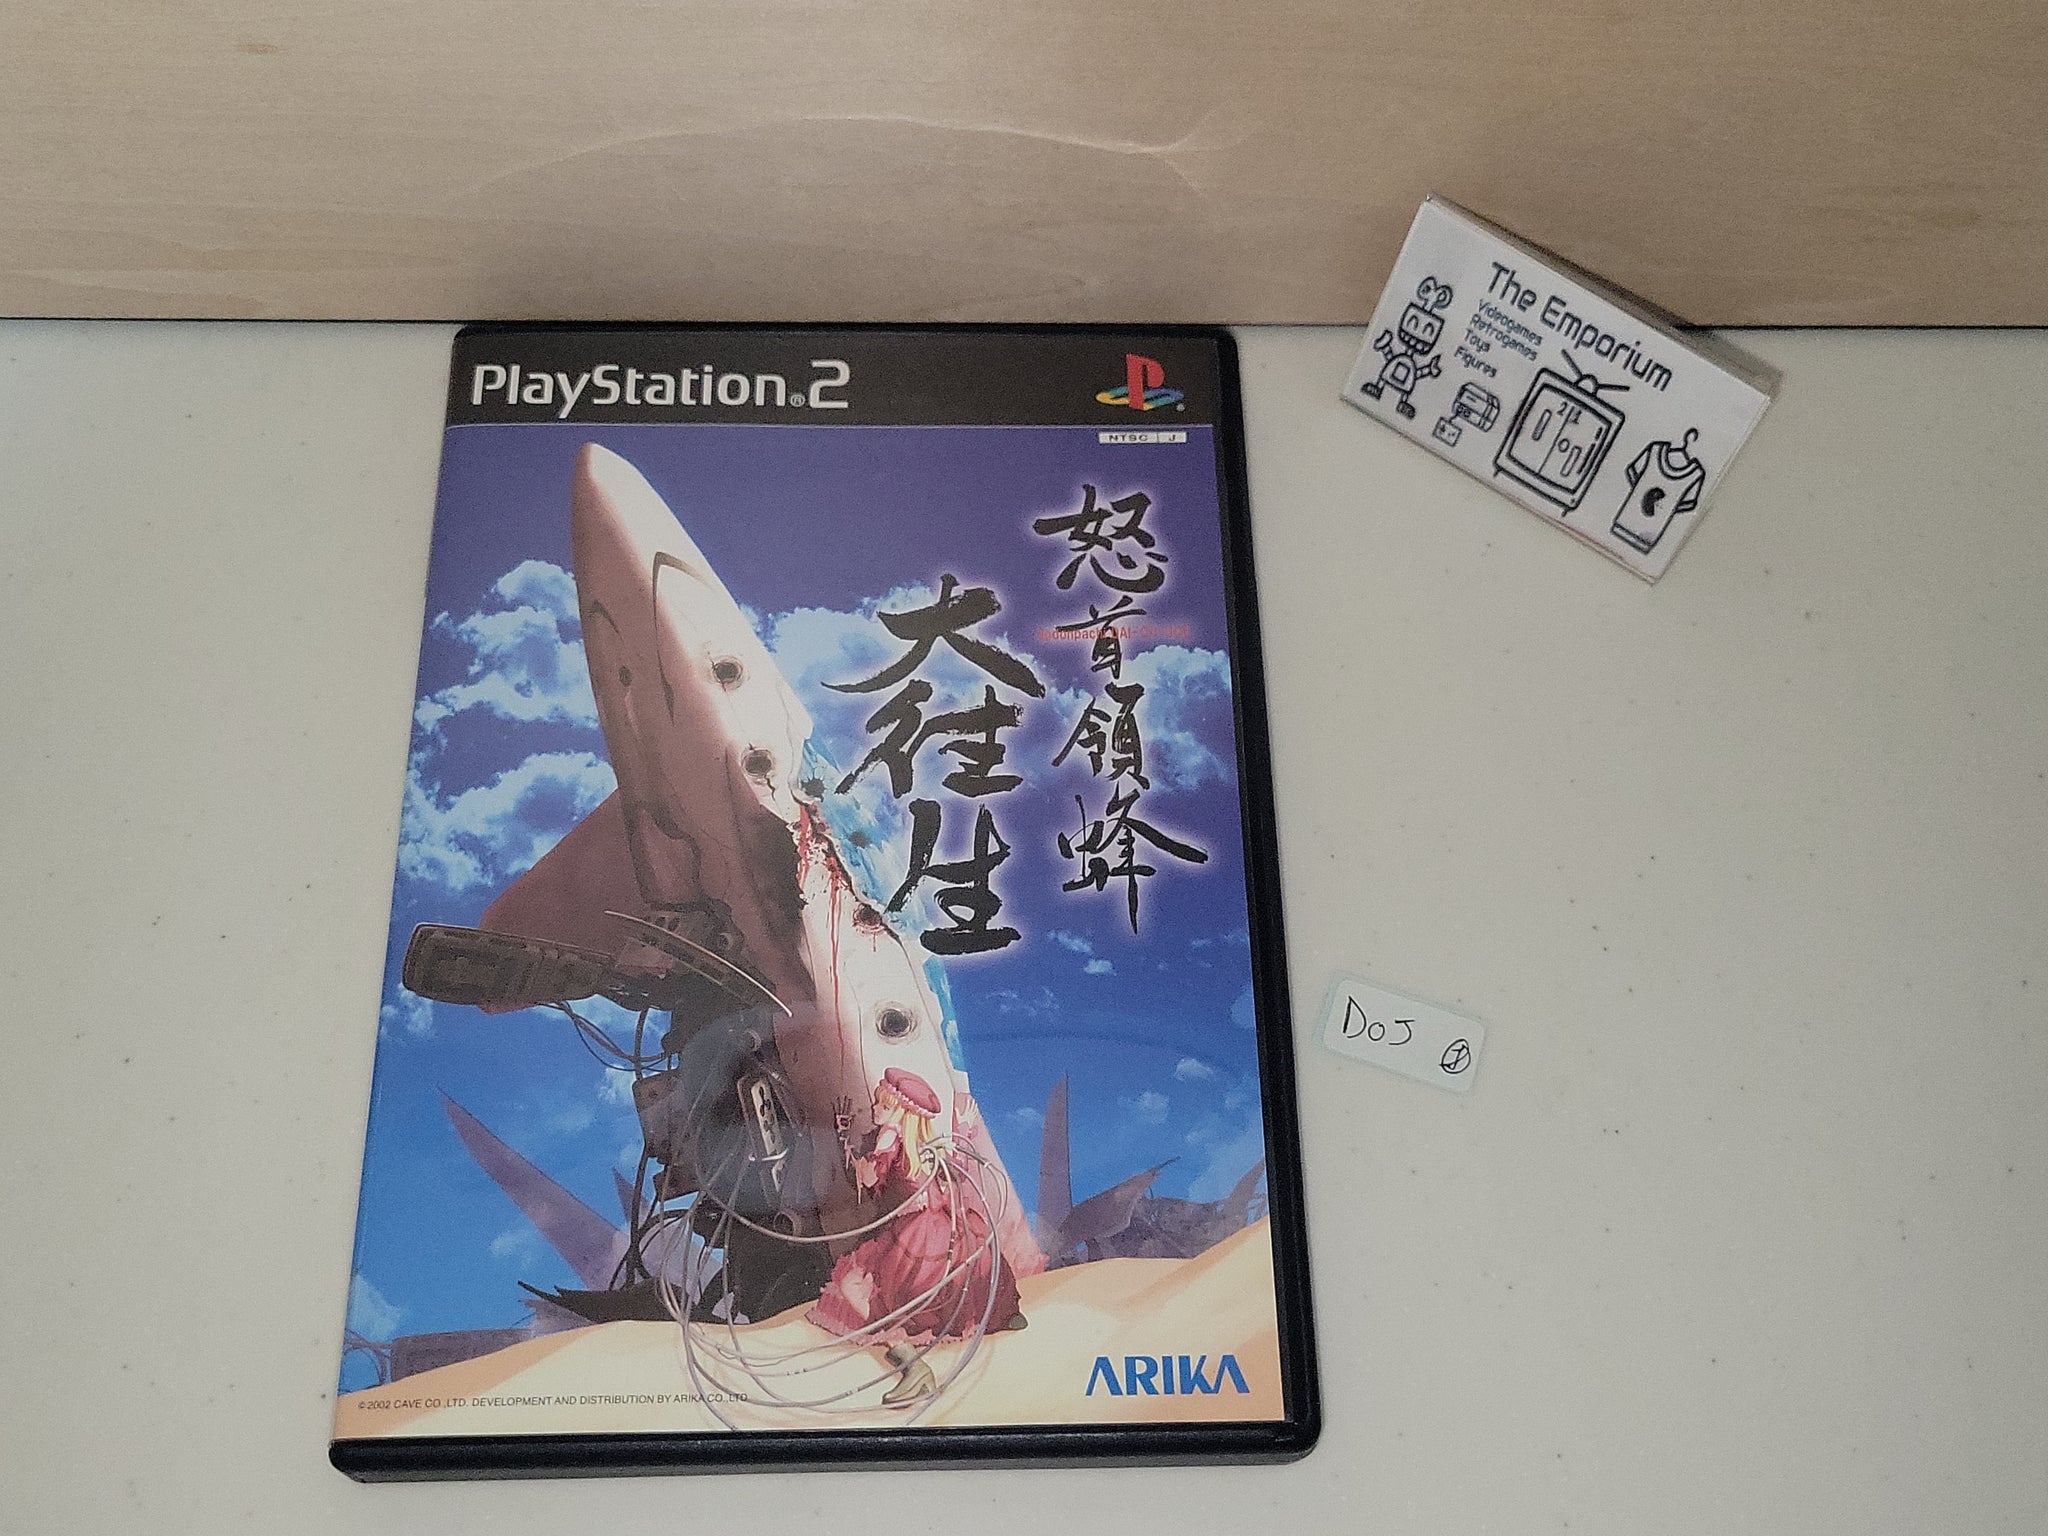 PlayStation®2
NTSC J
怒首領蜂
大往生
ARIKA
©2002 CAVE CO.,LTD. DEVELOPMENT AND DISTRIBUTION BY ARIKA CO.,LTD.
The Emporium
Videogames
Retrogames
Toys
Figures
DOJ